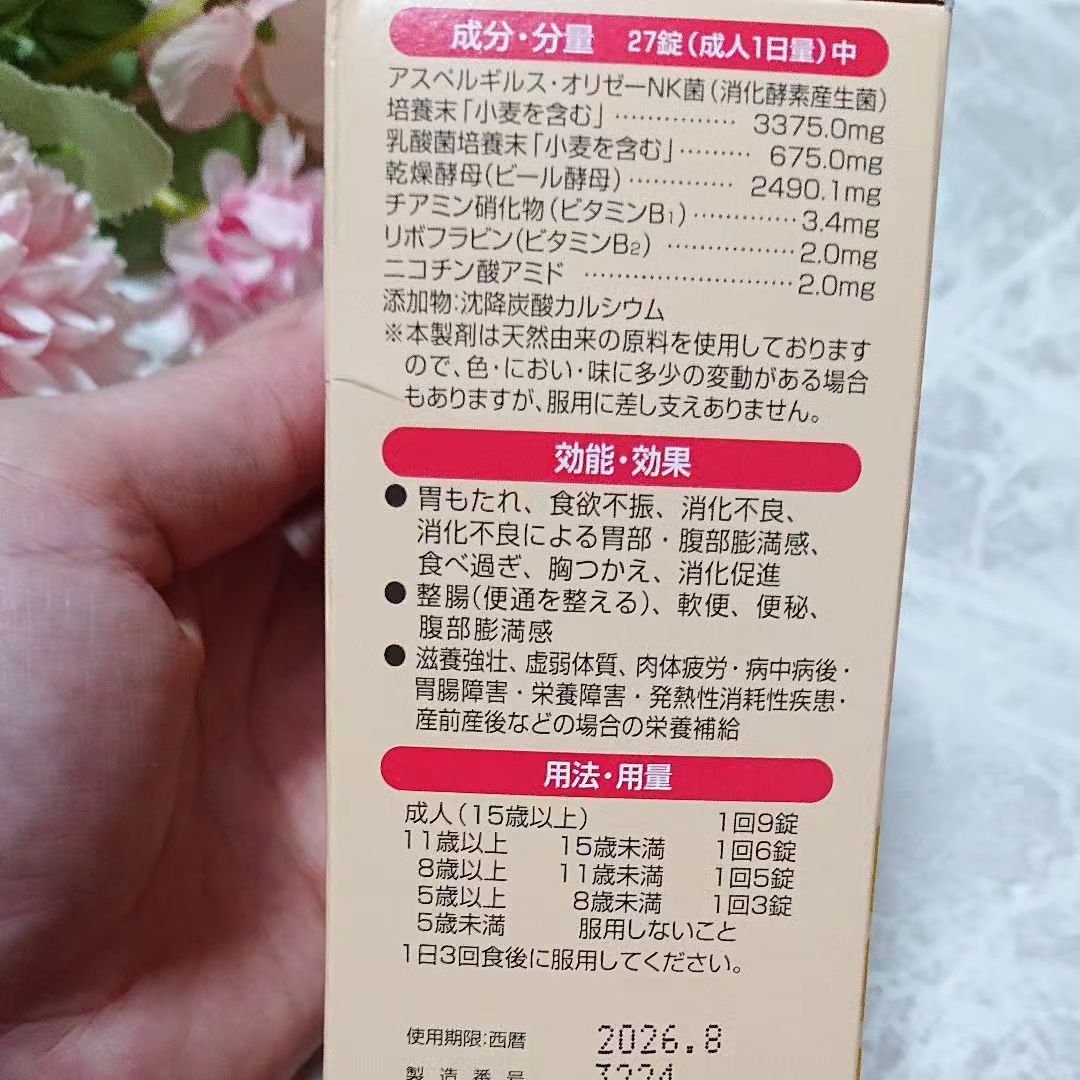 成分・分量 27錠(成人1日量)中
アスペルギルス・オリゼーNK菌(消化酵素産生菌)
培養末「小麦を含む」……………3375.0mg
乳酸菌培養末「小麦を含む」………675.0mg
乾燥酵母(ビール酵母)…………2490.1mg
チアミン硝化物(ビタミンB1)…………3.4mg
リボフラビン(ビタミンB2)……………2.0mg
ニコチン酸アミド……………………2.0mg
添加物:沈降炭酸カルシウム
※本製剤は天然由来の原料を使用しております
ので、色・におい・味に多少の変動がある場合
もありますが、服用に差し支えありません。
効能・効果
●胃もたれ、食欲不振、消化不良、
消化不良による胃部・腹部膨満感、
食べ過ぎ、胸つかえ、消化促進
●整腸(便通を整える)、軟便、便秘、
腹部膨満感
●滋養強壮、虚弱体質、肉体疲労・病中病後・
胃腸障害・栄養障害・発熱性消耗性疾患・
産前産後などの場合の栄養補給
用法・用量
成人(15歳以上) 1回9錠
11歳以上 15歳未満 1回6錠
8歳以上 11歳未満 1回5錠
5歳以上 8歳未満 1回3錠
5歳未満 服用しないこと
1日3回食後に服用してください。
使用期限:西暦 2026.8
製造番号